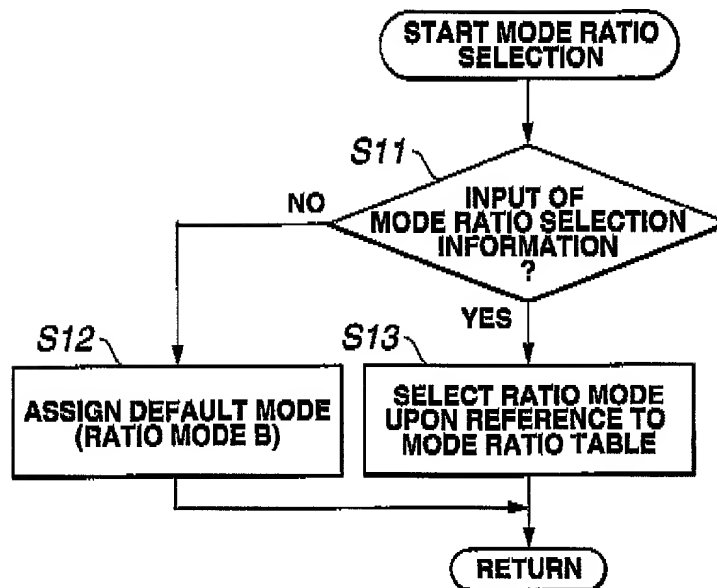 START MODE RATIO
SELECTION
S11
INPUT OF
MODE RATIO SELECTION
INFORMATION
?
NO
YES
S12
S13
ASSIGN DEFAULT MODE
(RATIO MODE B)
SELECT RATIO MODE
UPON REFERENCE TO
MODE RATIO TABLE
RETURN